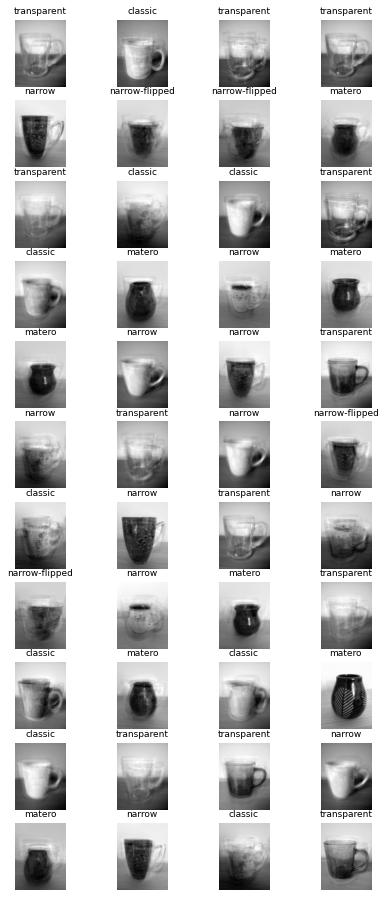 transparent classic transparent transparent
narrow narrow-flipped narrow-flipped matero
transparent classic classic transparent
classic matero narrow matero
matero narrow narrow transparent
narrow transparent narrow narrow-flipped
classic narrow transparent narrow
narrow-flipped narrow matero transparent
classic matero classic matero
classic transparent transparent narrow
matero narrow classic transparent